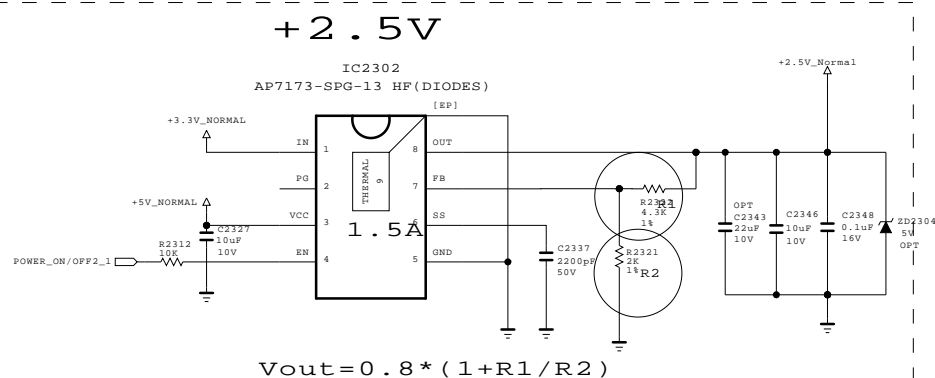 +2.5V
IC2302
AP7173-SPG-13 HF(DIODES)
[EP]
+2.5V_Normal
+3.3V_NORMAL
IN
1
8
OUT
THERMAL
9
PG
2
7
FB
R1
4.3K
1%
+5V_NORMAL
VCC
3
1.5A
6
SS
C2327
10uF
10V
R2312
10K
POWER_ON/OFF2_1
EN
4
5
GND
C2337
2200pF
50V
R2321
2K
1%
R2
OPT
C2343
22uF
10V
C2346
10uF
10V
C2348
0.1uF
16V
ZD2304
5V
OPT
Vout=0.8*(1+R1/R2)